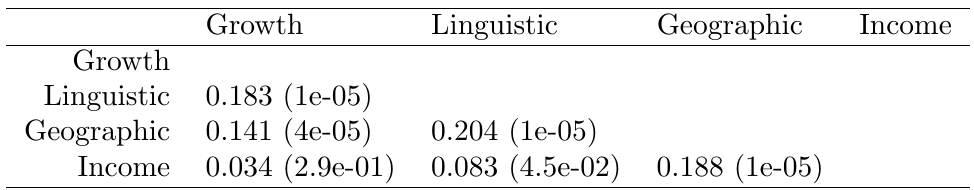 Growth Linguistic Geographic Income
Growth
Linguistic 0.183 (1e-05)
Geographic 0.141 (4e-05) 0.204 (1e-05)
Income 0.034 (2.9e-01) 0.083 (4.5e-02) 0.188 (1e-05)